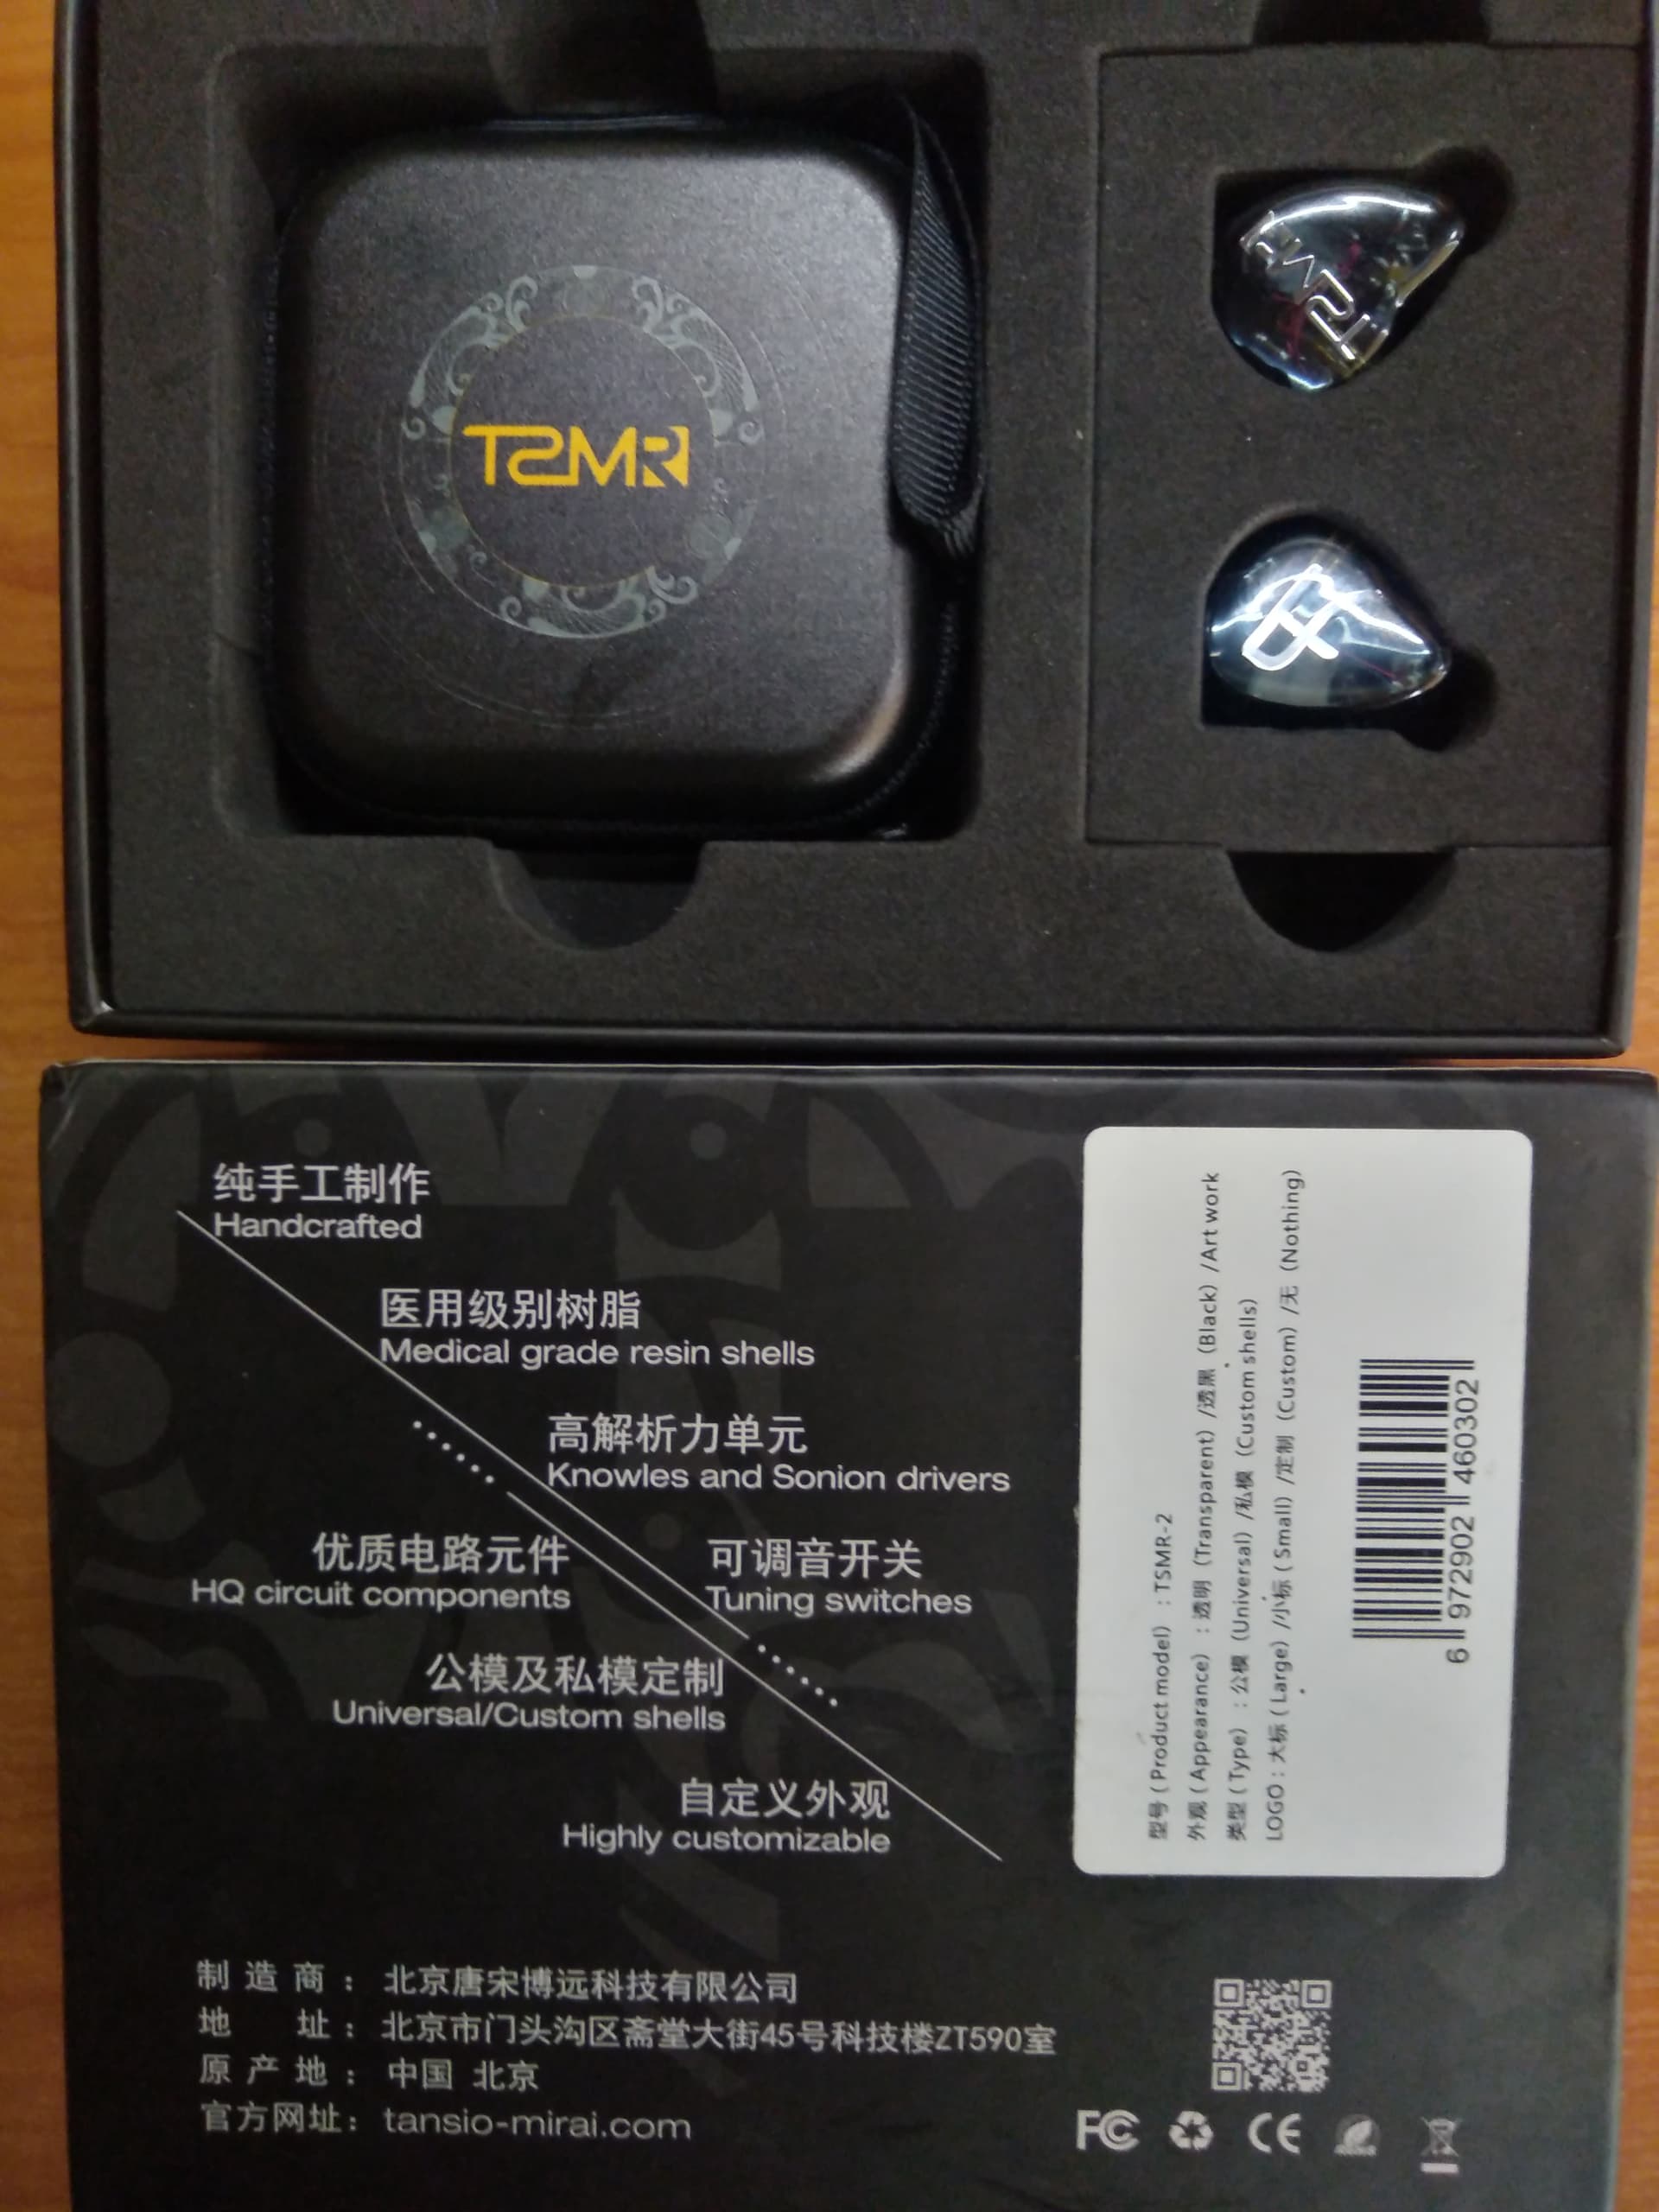 TSMR
TSMR
纯手工制作
Handcrafted
医用级别树脂
Medical grade resin shells
高解析力单元
Knowles and Sonion drivers
优质电路元件
HQ circuit components
可调音开关
Tuning switches
公模及私模定制
Universal/Custom shells
自定义外观
Highly customizable
型号（Product model）：TSMR-2
外观（Appearance）：透明（Transparent）/透黑（Black）/Art work
类型（Type）：公模（Universal）/私模（Custom shells）
LOGO：大标（Large）/小标（Small）/定制（Custom）/无（Nothing）
6 972902 460302
制造商：北京唐宋博远科技有限公司
地 址：北京市门头沟区斋堂大街45号科技楼ZT590室
原产地：中国 北京
官方网址：tansio-mirai.com
FC CE